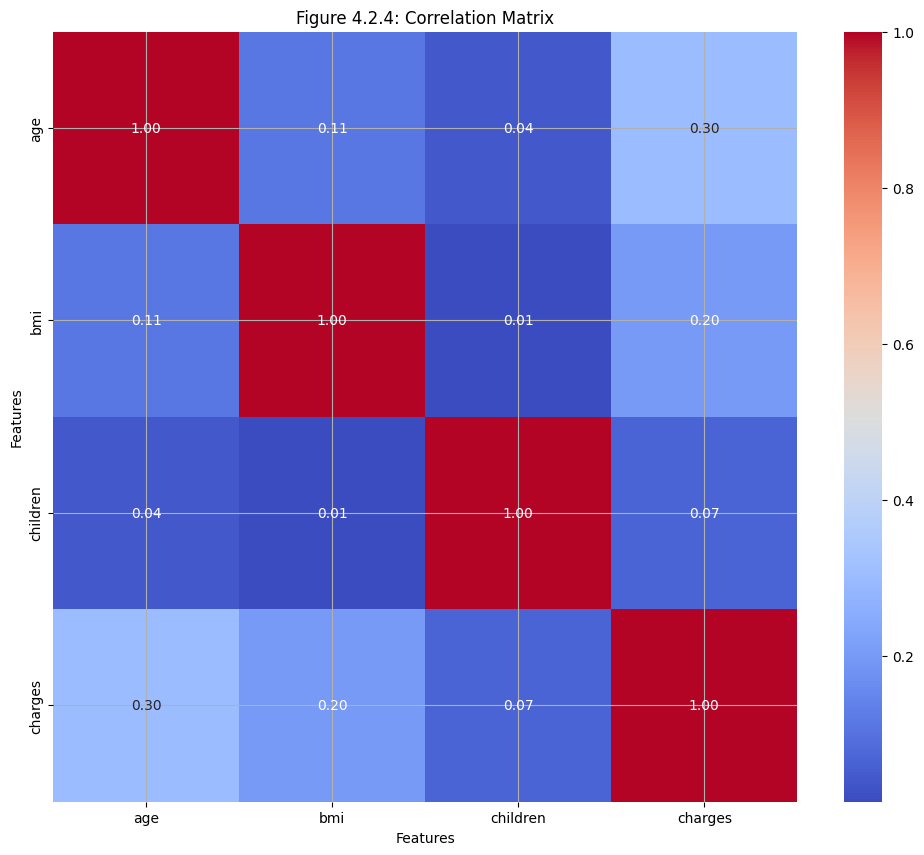 Figure 4.2.4: Correlation Matrix
age 1.00 0.11 0.04 0.30
bmi 0.11 1.00 0.01 0.20
children 0.04 0.01 1.00 0.07
charges 0.30 0.20 0.07 1.00
Features
age bmi children charges
Features
1.0
0.8
0.6
0.4
0.2